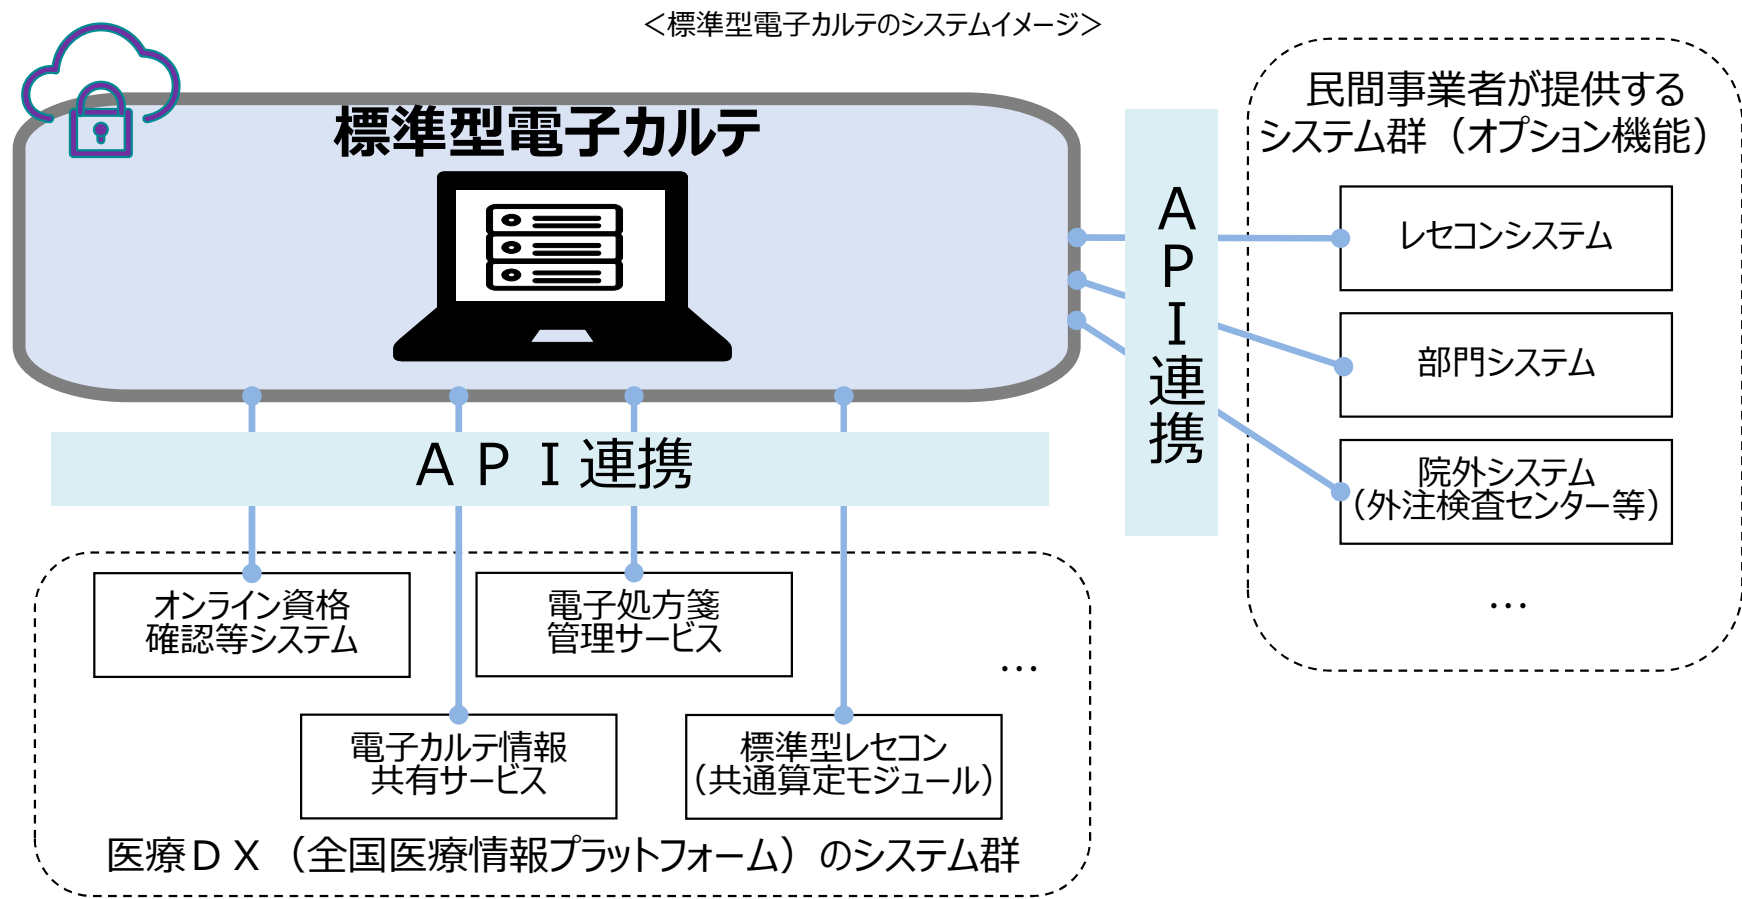 ＜標準型電子カルテのシステムイメージ＞
標準型電子カルテ
ＡＰＩ連携
民間事業者が提供する
システム群（オプション機能）
レセコンシステム
部門システム
院外システム
（外注検査センター等）
…
ＡＰＩ連携
オンライン資格
確認等システム
電子処方箋
管理サービス
…
電子カルテ情報
共有サービス
標準型レセコン
（共通算定モジュール）
医療ＤＸ（全国医療情報プラットフォーム）のシステム群